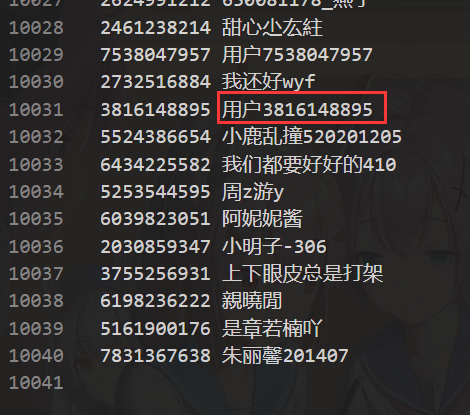 10028 2461238214 甜心尐厷紸
10029 7538047957 用户7538047957
10030 2732516884 我还好wyf
10031 3816148895 用户3816148895
10032 5524386654 小鹿乱撞520201205
10033 6434225582 我们都要好好的410
10034 5253544595 周z游y
10035 6039823051 阿妮妮酱
10036 2030859347 小明子-306
10037 3755256931 上下眼皮总是打架
10038 6198236222 親曉閒
10039 5161900176 是章若楠吖
10040 7831367638 朱丽馨201407
10041